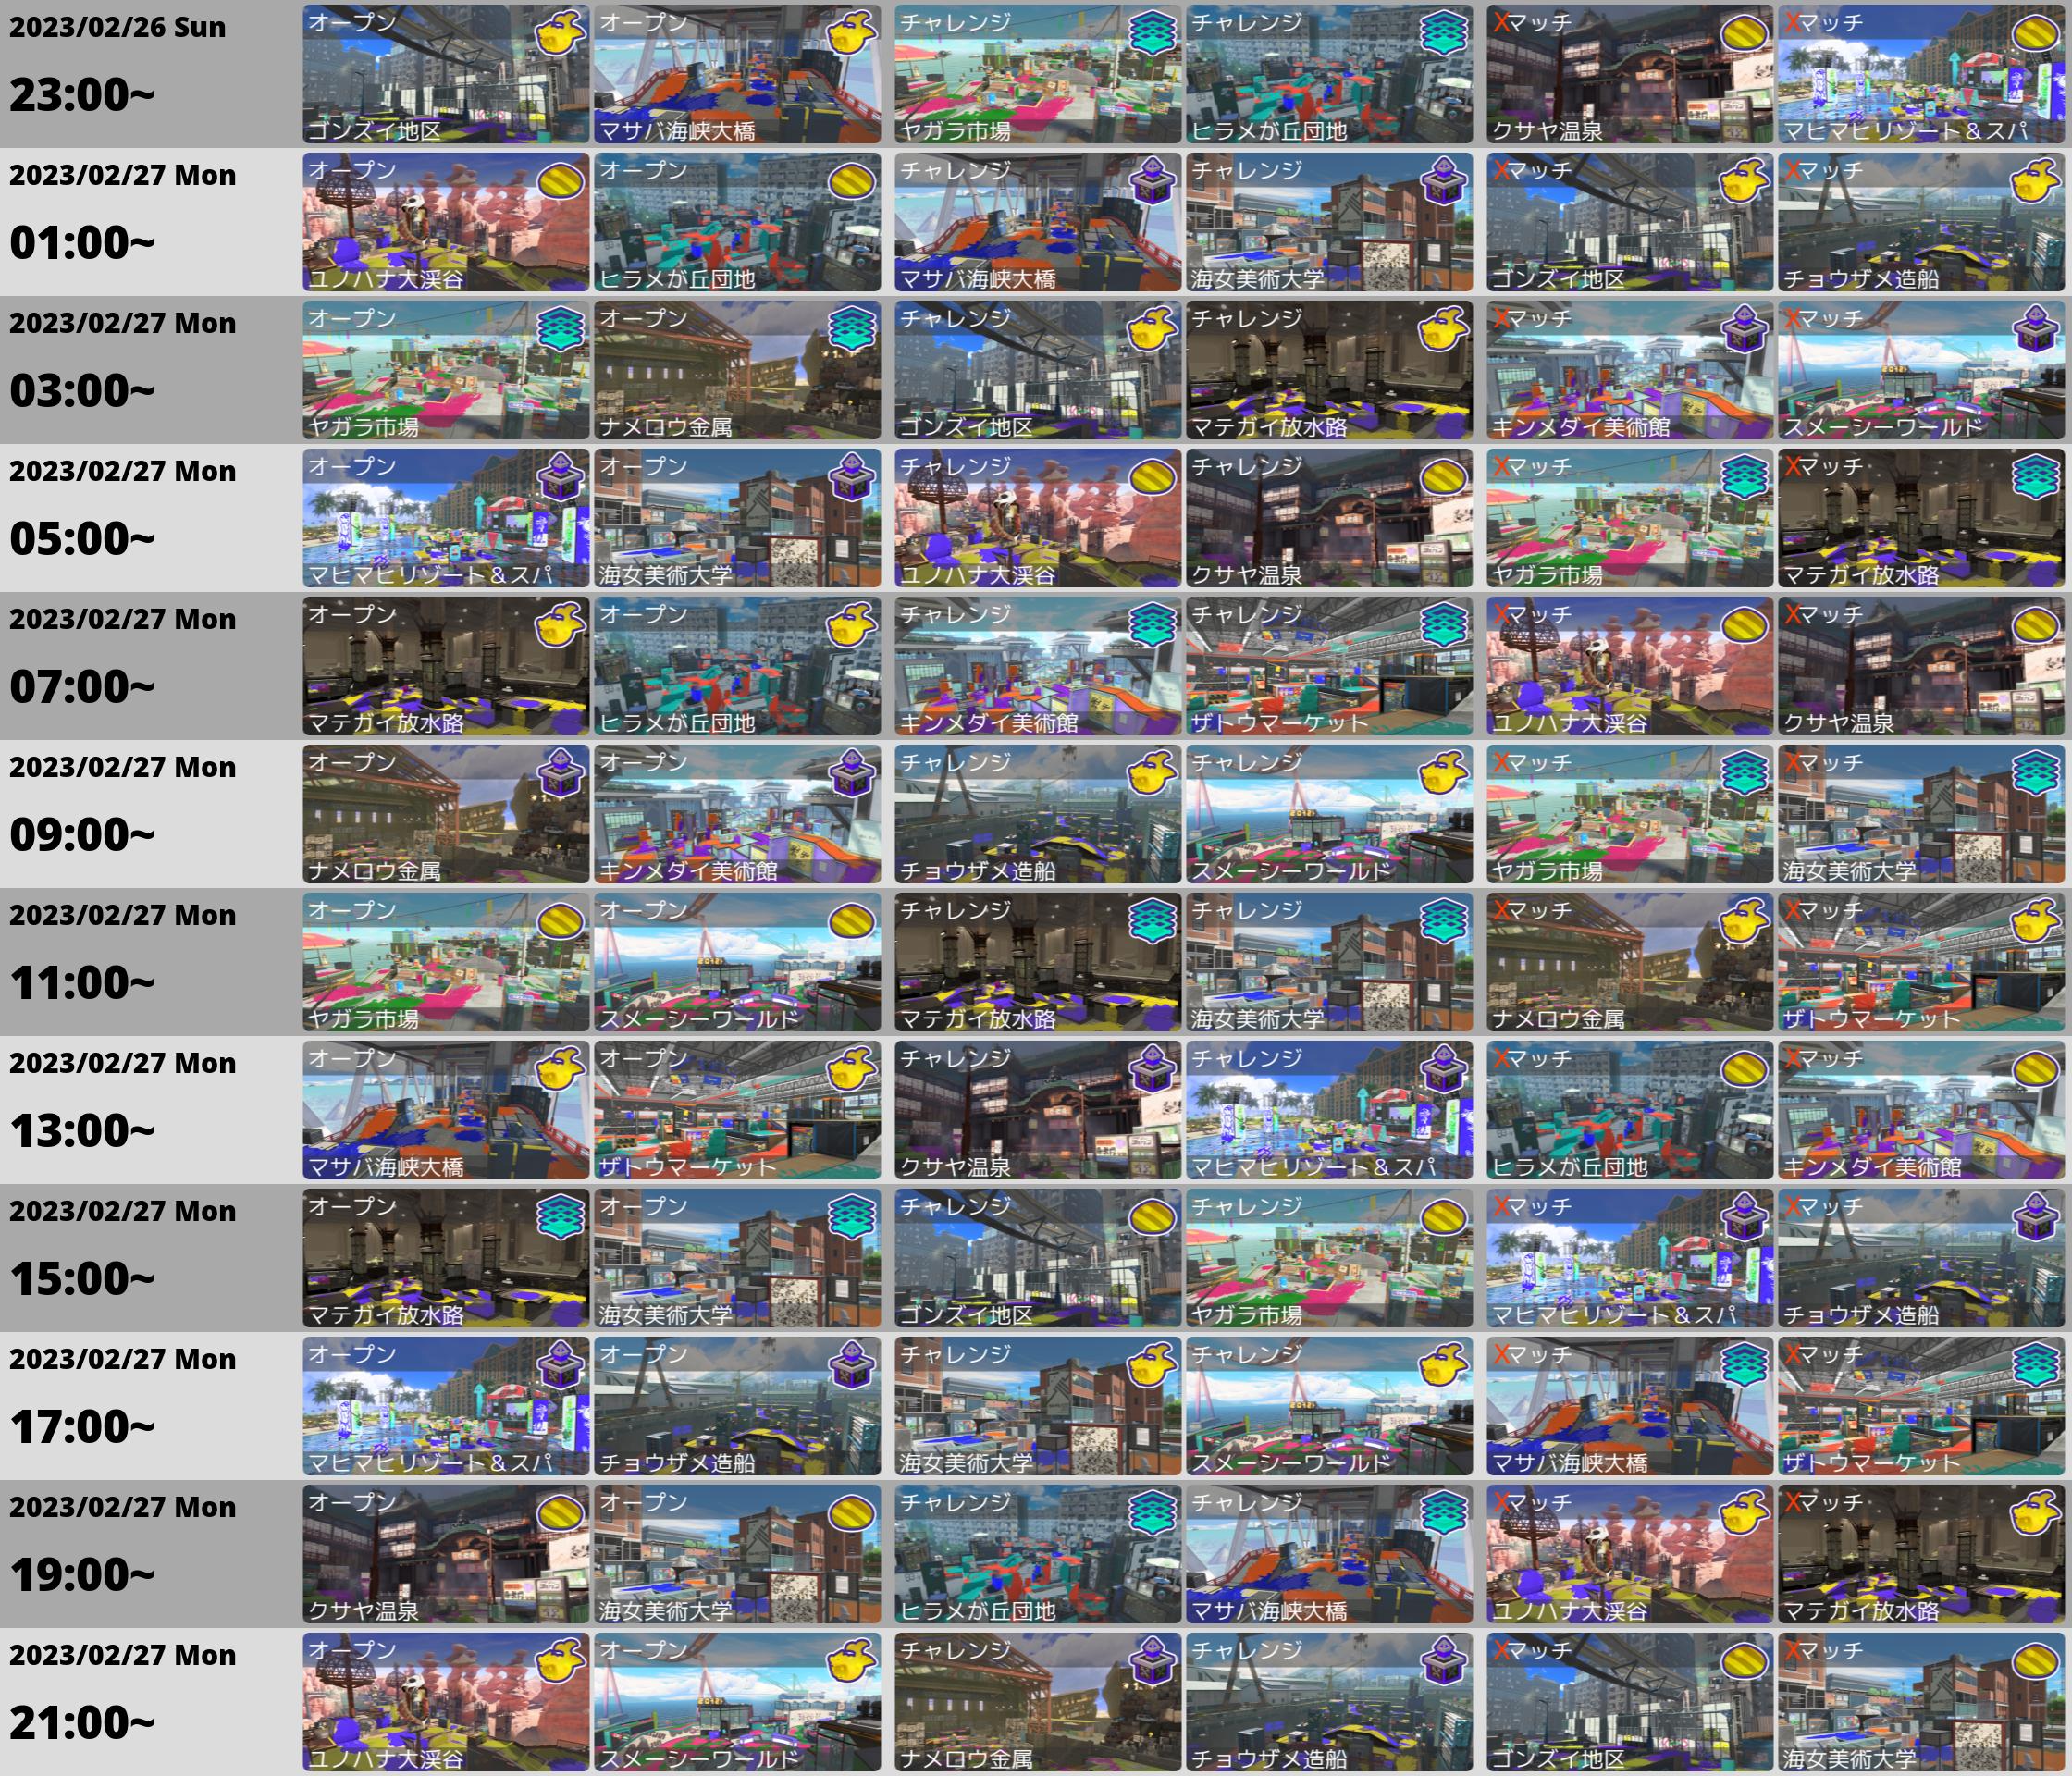 2023/02/26 Sun
23:00~
オープン オープン チャレンジ チャレンジ Xマッチ Xマッチ
ゴンズイ地区 マサバ海峡大橋 ヤガラ市場 ヒラメが丘団地 クサヤ温泉 マヒマヒリゾート＆スパ
2023/02/27 Mon
01:00~
オープン オープン チャレンジ チャレンジ Xマッチ Xマッチ
ユノハナ大渓谷 ヒラメが丘団地 マサバ海峡大橋 海女美術大学 ゴンズイ地区 チョウザメ造船
2023/02/27 Mon
03:00~
オープン オープン チャレンジ チャレンジ Xマッチ Xマッチ
ヤガラ市場 ナメロウ金属 ゴンズイ地区 マテガイ放水路 キンメダイ美術館 スメーシーワールド
2023/02/27 Mon
05:00~
オープン オープン チャレンジ チャレンジ Xマッチ Xマッチ
マヒマヒリゾート＆スパ 海女美術大学 ユノハナ大渓谷 クサヤ温泉 ヤガラ市場 マテガイ放水路
2023/02/27 Mon
07:00~
オープン オープン チャレンジ チャレンジ Xマッチ Xマッチ
マテガイ放水路 ヒラメが丘団地 キンメダイ美術館 ザトウマーケット ユノハナ大渓谷 クサヤ温泉
2023/02/27 Mon
09:00~
オープン オープン チャレンジ チャレンジ Xマッチ Xマッチ
ナメロウ金属 キンメダイ美術館 チョウザメ造船 スメーシーワールド ヤガラ市場 海女美術大学
2023/02/27 Mon
11:00~
オープン オープン チャレンジ チャレンジ Xマッチ Xマッチ
ヤガラ市場 スメーシーワールド マテガイ放水路 海女美術大学 ナメロウ金属 ザトウマーケット
2023/02/27 Mon
13:00~
オープン オープン チャレンジ チャレンジ Xマッチ Xマッチ
マサバ海峡大橋 ザトウマーケット クサヤ温泉 マヒマヒリゾート＆スパ ヒラメが丘団地 キンメダイ美術館
2023/02/27 Mon
15:00~
オープン オープン チャレンジ チャレンジ Xマッチ Xマッチ
マテガイ放水路 海女美術大学 ゴンズイ地区 ヤガラ市場 マヒマヒリゾート＆スパ チョウザメ造船
2023/02/27 Mon
17:00~
オープン オープン チャレンジ チャレンジ Xマッチ Xマッチ
マヒマヒリゾート＆スパ チョウザメ造船 海女美術大学 スメーシーワールド マサバ海峡大橋 ザトウマーケット
2023/02/27 Mon
19:00~
オープン オープン チャレンジ チャレンジ Xマッチ Xマッチ
クサヤ温泉 海女美術大学 ヒラメが丘団地 マサバ海峡大橋 ユノハナ大渓谷 マテガイ放水路
2023/02/27 Mon
21:00~
オープン オープン チャレンジ チャレンジ Xマッチ Xマッチ
ユノハナ大渓谷 スメーシーワールド ナメロウ金属 チョウザメ造船 ゴンズイ地区 海女美術大学